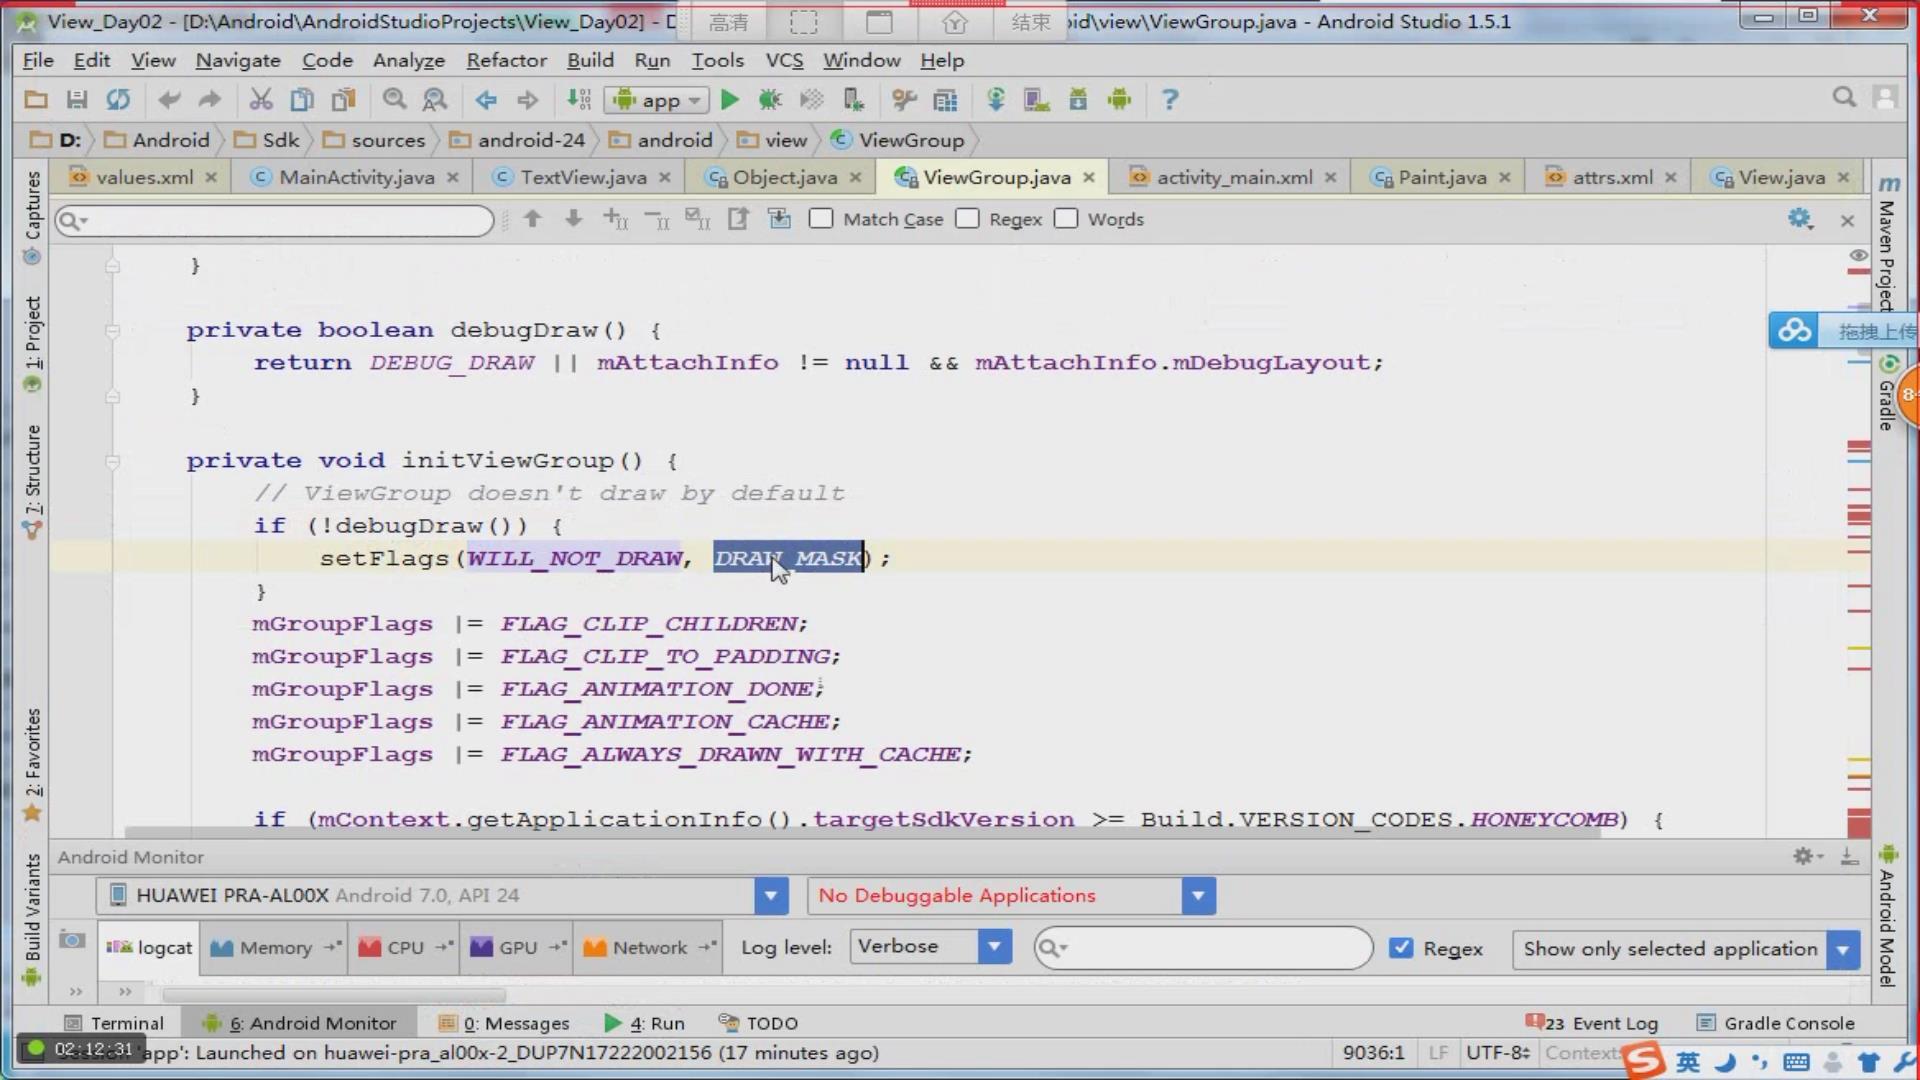 View_Day02 - [D:\Android\AndroidStudioProjects\View_Day02] - D
高清
结束
id\view\ViewGroup.java - Android Studio 1.5.1
File Edit View Navigate Code Analyze Refactor Build Run Tools VCS Window Help
app
D: Android Sdk sources android-24 android view ViewGroup
values.xml MainActivity.java TextView.java Object.java ViewGroup.java activity_main.xml Paint.java attrs.xml View.java
Match Case Regex Words
Captures
1: Project
7: Structure
2: Favorites
Build Variants
Maven Project
Gradle
Android Model
拖拽上传
}
private boolean debugDraw() {
return DEBUG_DRAW || mAttachInfo != null && mAttachInfo.mDebugLayout;
}
private void initViewGroup() {
// ViewGroup doesn't draw by default
if (!debugDraw()) {
setFlags(WILL_NOT_DRAW, DRAW_MASK);
}
mGroupFlags |= FLAG_CLIP_CHILDREN;
mGroupFlags |= FLAG_CLIP_TO_PADDING;
mGroupFlags |= FLAG_ANIMATION_DONE;
mGroupFlags |= FLAG_ANIMATION_CACHE;
mGroupFlags |= FLAG_ALWAYS_DRAWN_WITH_CACHE;
if (mContext.getApplicationInfo().targetSdkVersion >= Build.VERSION_CODES.HONEYCOMB) {
Android Monitor
HUAWEI PRA-AL00X Android 7.0, API 24 No Debuggable Applications
logcat Memory CPU GPU Network Log level: Verbose Regex Show only selected application
Terminal 6: Android Monitor 0: Messages 4: Run TODO 23 Event Log Gradle Console
02:12:31 'app': Launched on huawei-pra_al00x-2_DUP7N17222002156 (17 minutes ago) 9036:1 LF UTF-8 Context: 英